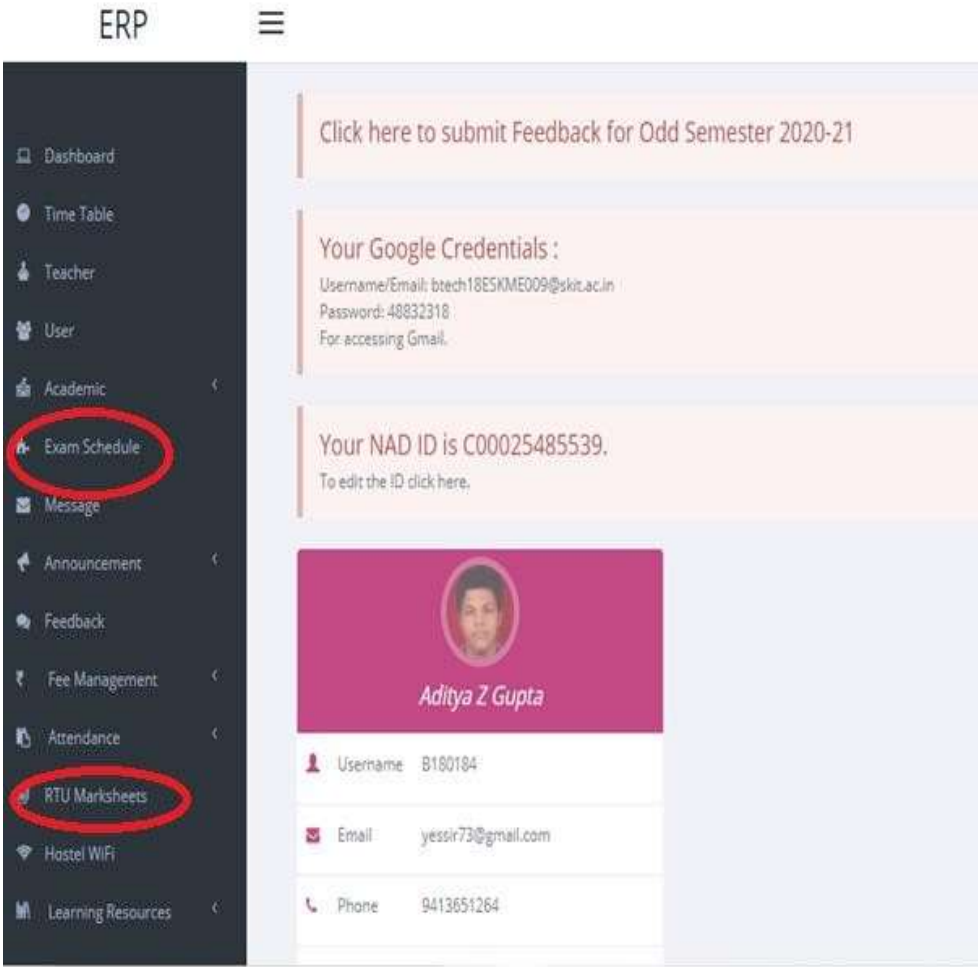 ERP
Dashboard
Time Table
Teacher
User
Academic
Exam Schedule
Message
Announcement
Feedback
Fee Management
Attendance
RTU Marksheets
Hostel WiFi
Learning Resources
Click here to submit Feedback for Odd Semester 2020-21
Your Google Credentials :
Username/Email: btech18ESKME009@skit.ac.in
Password: 48832318
For accessing Gmail.
Your NAD ID is C00025485539.
To edit the ID click here.
Aditya Z Gupta
Username B180184
Email yessir73@gmail.com
Phone 9413651264